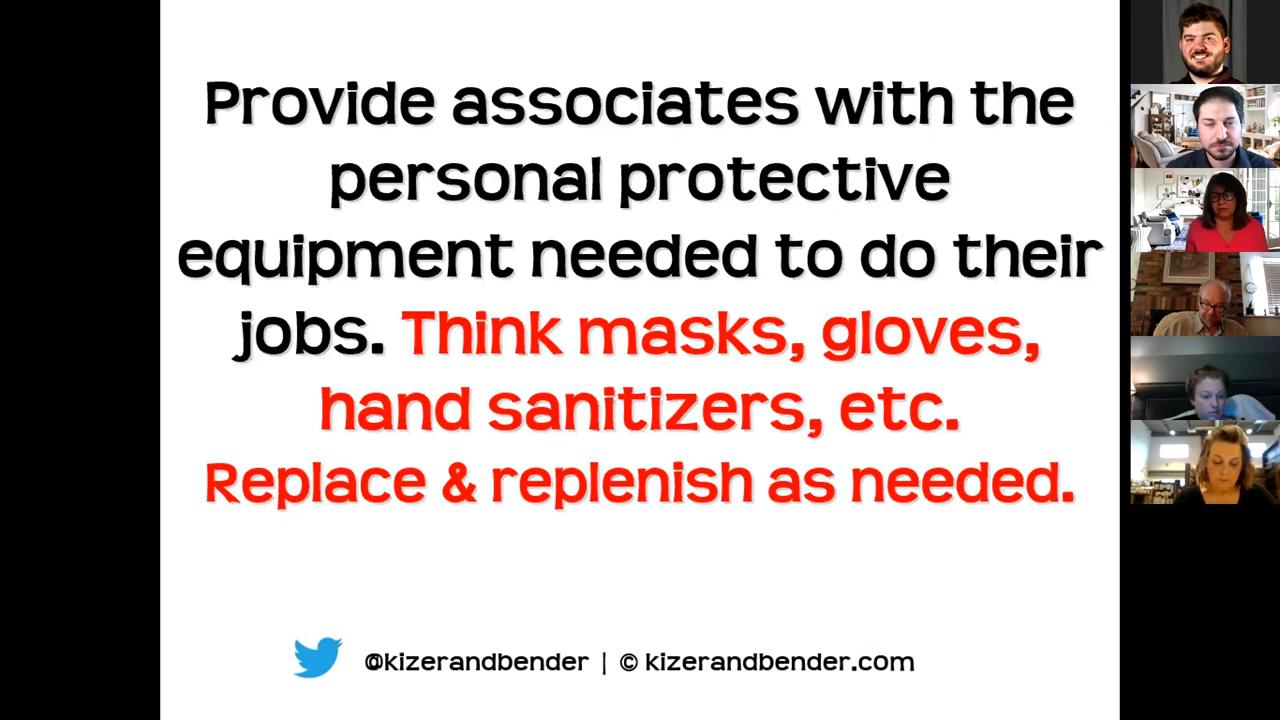 Provide associates with the
personal protective
equipment needed to do their
jobs. Think masks, gloves,
hand sanitizers, etc.
Replace & replenish as needed.
@kizerandbender | © kizerandbender.com